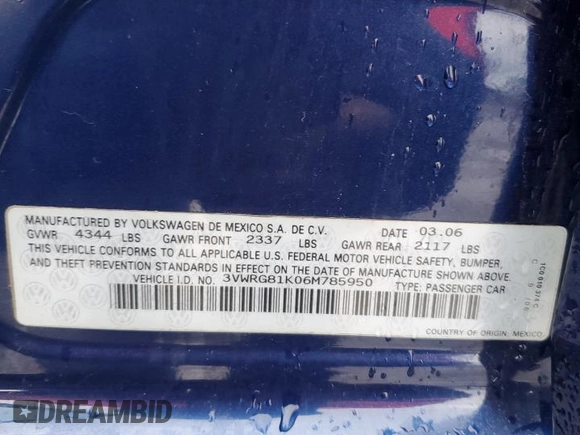 MANUFACTURED BY VOLKSWAGEN DE MEXICO S.A. DE C.V. DATE 03.06
GVWR 4344 LBS GAWR FRONT 2337 LBS GAWR REAR 2117 LBS
THIS VEHICLE CONFORMS TO ALL APPLICABLE U.S. FEDERAL MOTOR VEHICLE SAFETY, BUMPER,
AND THEFT PREVENTION STANDARDS IN EFFECT ON THE DATE OF MANUFACTURE SHOWN ABOVE.
VEHICLE I.D. NO. 3VWRG81K06M785950 TYPE: PASSENGER CAR
COUNTRY OF ORIGIN, MEXICO
DREAMBID